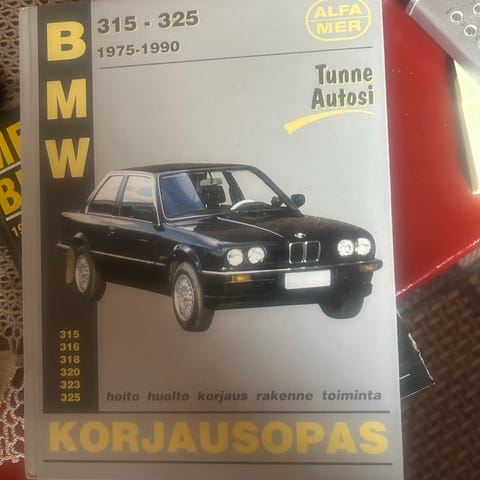 BMW
315 - 325
1975-1990
ALFA
MER
Tunne
Autosi
315
316
318
320
323
325
hoito huolto korjaus rakenne toiminta
KORJAUSOPAS